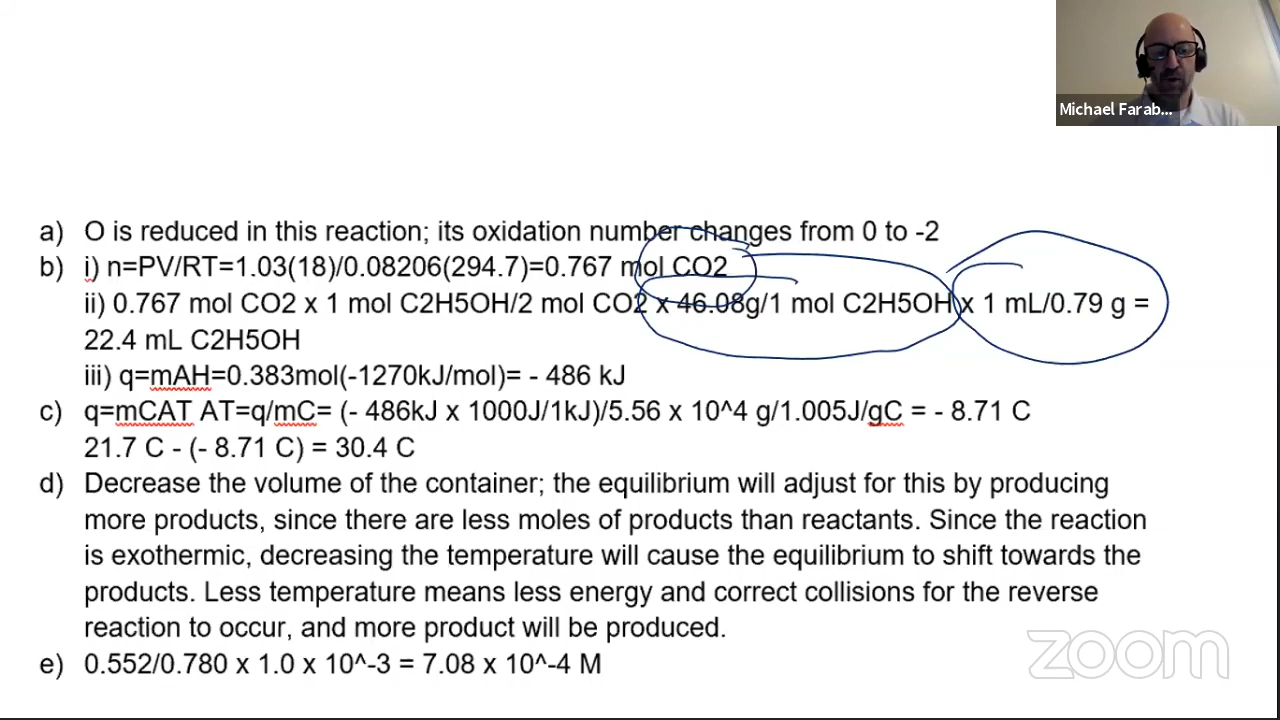 Michael Farab...
a) O is reduced in this reaction; its oxidation number changes from 0 to -2
b) i) n=PV/RT=1.03(18)/0.08206(294.7)=0.767 mol CO2
ii) 0.767 mol CO2 x 1 mol C2H5OH/2 mol CO2 x 46.08g/1 mol C2H5OH x 1 mL/0.79 g =
22.4 mL C2H5OH
iii) q=mAH=0.383mol(-1270kJ/mol)= - 486 kJ
c) q=mCAT AT=q/mC= (- 486kJ x 1000J/1kJ)/5.56 x 10^4 g/1.005J/gC = - 8.71 C
21.7 C - (- 8.71 C) = 30.4 C
d) Decrease the volume of the container; the equilibrium will adjust for this by producing
more products, since there are less moles of products than reactants. Since the reaction
is exothermic, decreasing the temperature will cause the equilibrium to shift towards the
products. Less temperature means less energy and correct collisions for the reverse
reaction to occur, and more product will be produced.
e) 0.552/0.780 x 1.0 x 10^-3 = 7.08 x 10^-4 M
zoom